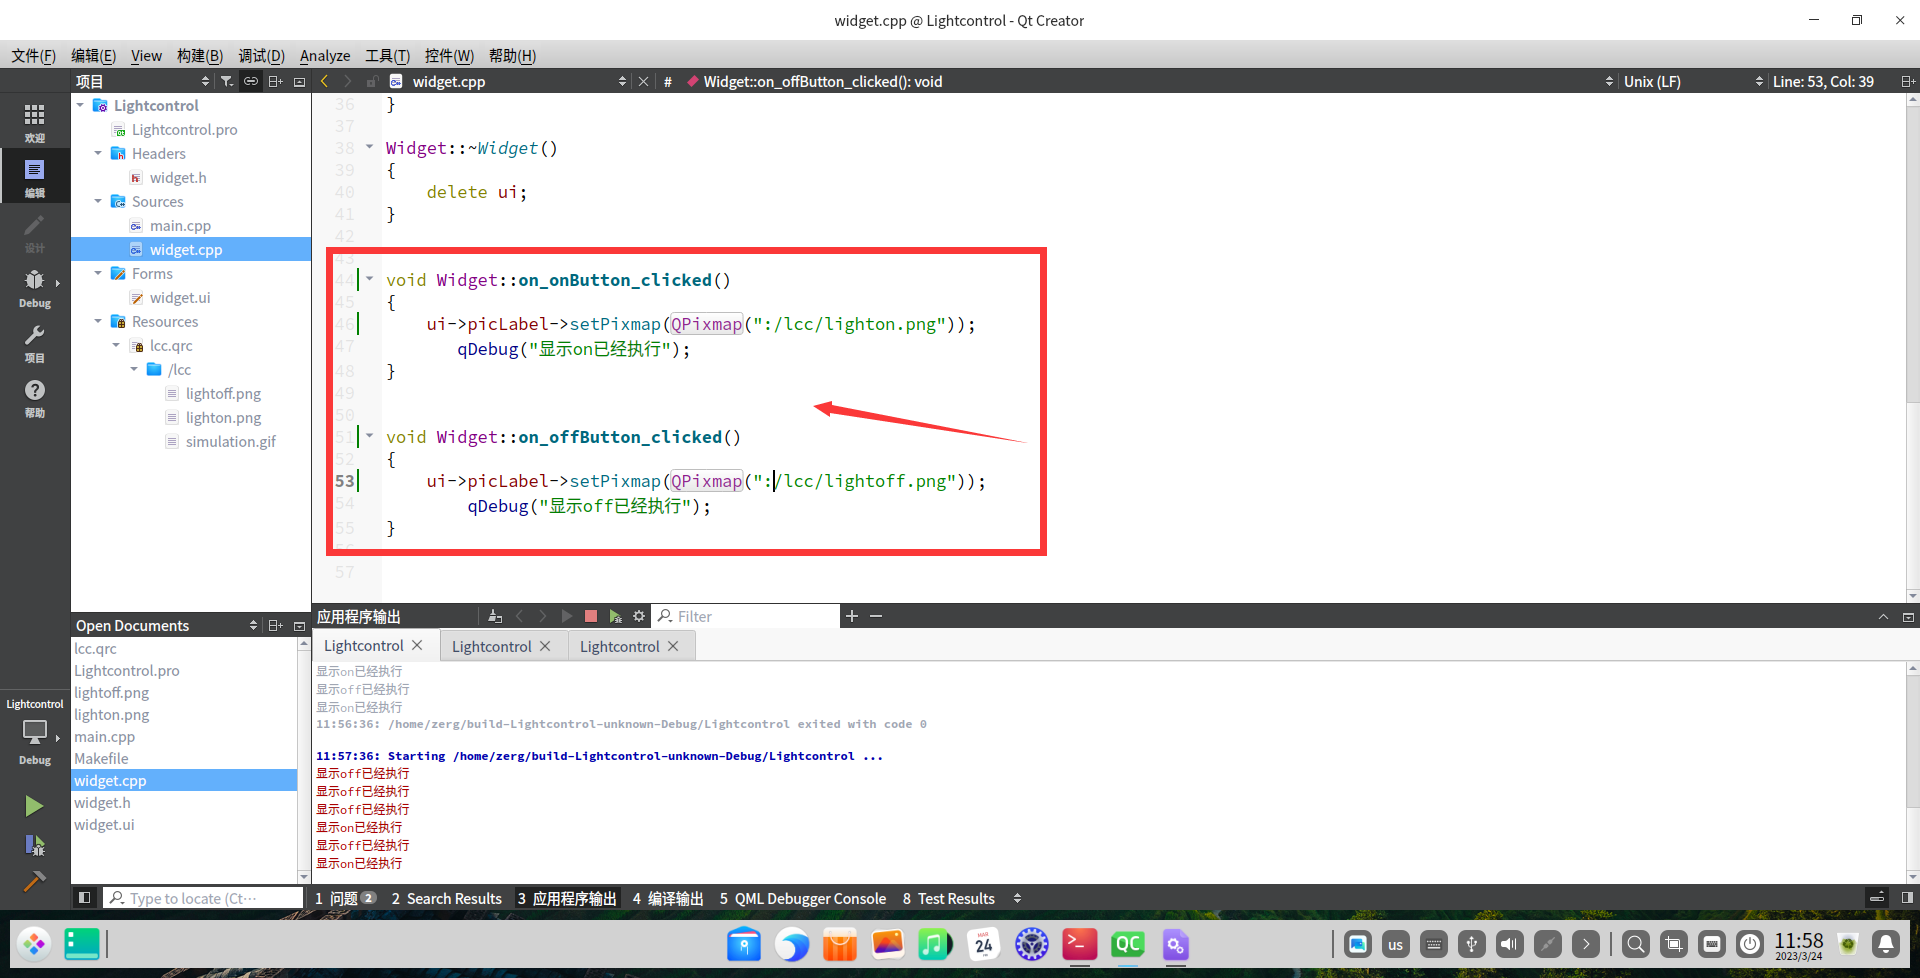 widget.cpp @ Lightcontrol - Qt Creator
文件(F) 编辑(E) View 构建(B) 调试(D) Analyze 工具(T) 控件(W) 帮助(H)
项目
widget.cpp
# Widget::on_offButton_clicked(): void
Unix (LF)
Line: 53, Col: 39
欢迎
编辑
设计
Debug
项目
帮助
Lightcontrol
Debug
Lightcontrol
Lightcontrol.pro
Headers
widget.h
Sources
main.cpp
widget.cpp
Forms
widget.ui
Resources
lcc.qrc
/lcc
lightoff.png
lighton.png
simulation.gif
Open Documents
lcc.qrc
Lightcontrol.pro
lightoff.png
lighton.png
main.cpp
Makefile
widget.cpp
widget.h
widget.ui
36 }
37
38 Widget::~Widget()
39 {
40 delete ui;
41 }
42
43
44 void Widget::on_onButton_clicked()
45 {
46 ui->picLabel->setPixmap(QPixmap(":/lcc/lighton.png"));
47 qDebug("显示on已经执行");
48 }
49
50
51 void Widget::on_offButton_clicked()
52 {
53 ui->picLabel->setPixmap(QPixmap(":/lcc/lightoff.png"));
54 qDebug("显示off已经执行");
55 }
56
57
应用程序输出
Filter
Lightcontrol
Lightcontrol
Lightcontrol
显示on已经执行
显示off已经执行
显示on已经执行
11:56:36: /home/zerg/build-Lightcontrol-unknown-Debug/Lightcontrol exited with code 0
11:57:36: Starting /home/zerg/build-Lightcontrol-unknown-Debug/Lightcontrol ...
显示off已经执行
显示off已经执行
显示off已经执行
显示on已经执行
显示off已经执行
显示on已经执行
Type to locate (Ct···
1 问题 2
2 Search Results
3 应用程序输出
4 编译输出
5 QML Debugger Console
8 Test Results
MAR
24
QC
us
11:58
2023/3/24